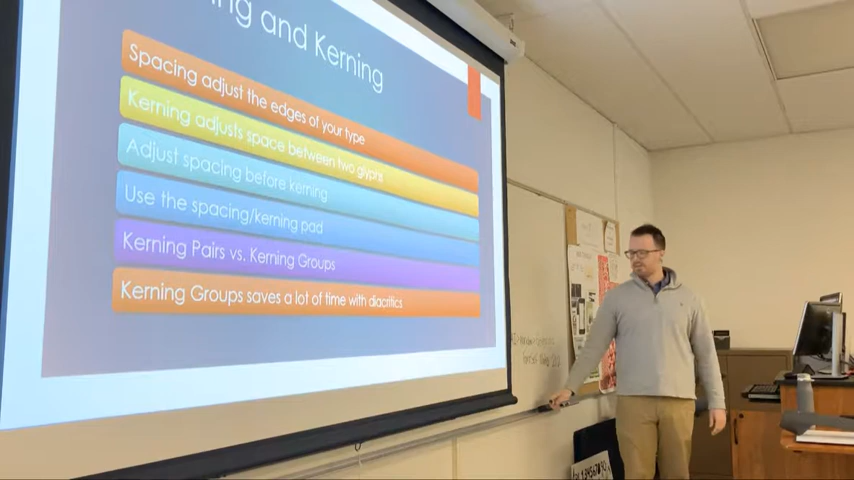 and Kerning
Spacing adjust the edges of your type
Kerning adjusts space between two glyphs
Adjust spacing before kerning
Use the spacing/kerning pad
Kerning Pairs vs. Kerning Groups
Kerning Groups saves a lot of time with diacritics